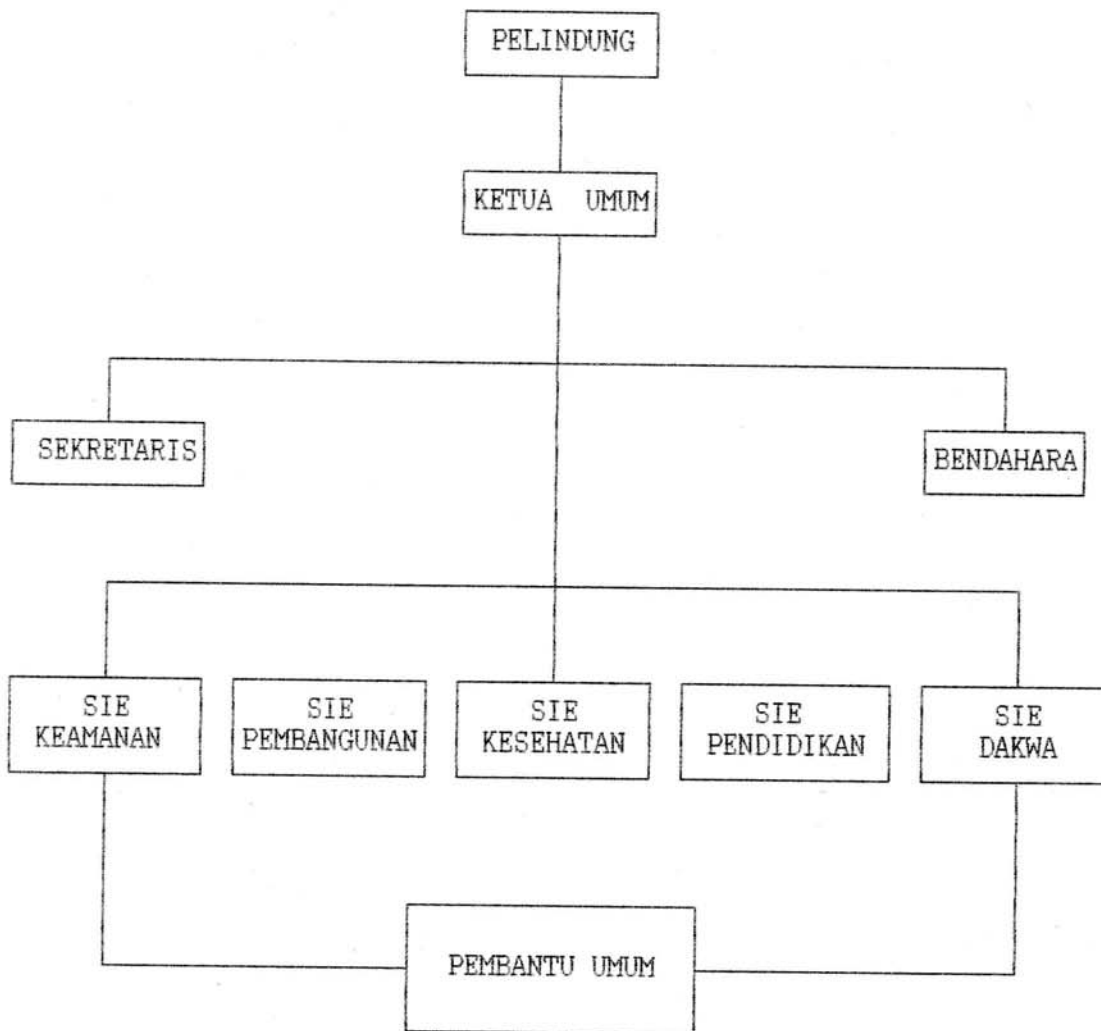 PELINDUNG
KETUA UMUM
SEKRETARIS
BENDAHARA
SIE
KEAMANAN
SIE
PEMBANGUNAN
SIE
KESEHATAN
SIE
PENDIDIKAN
SIE
DAKWA
PEMBANTU UMUM